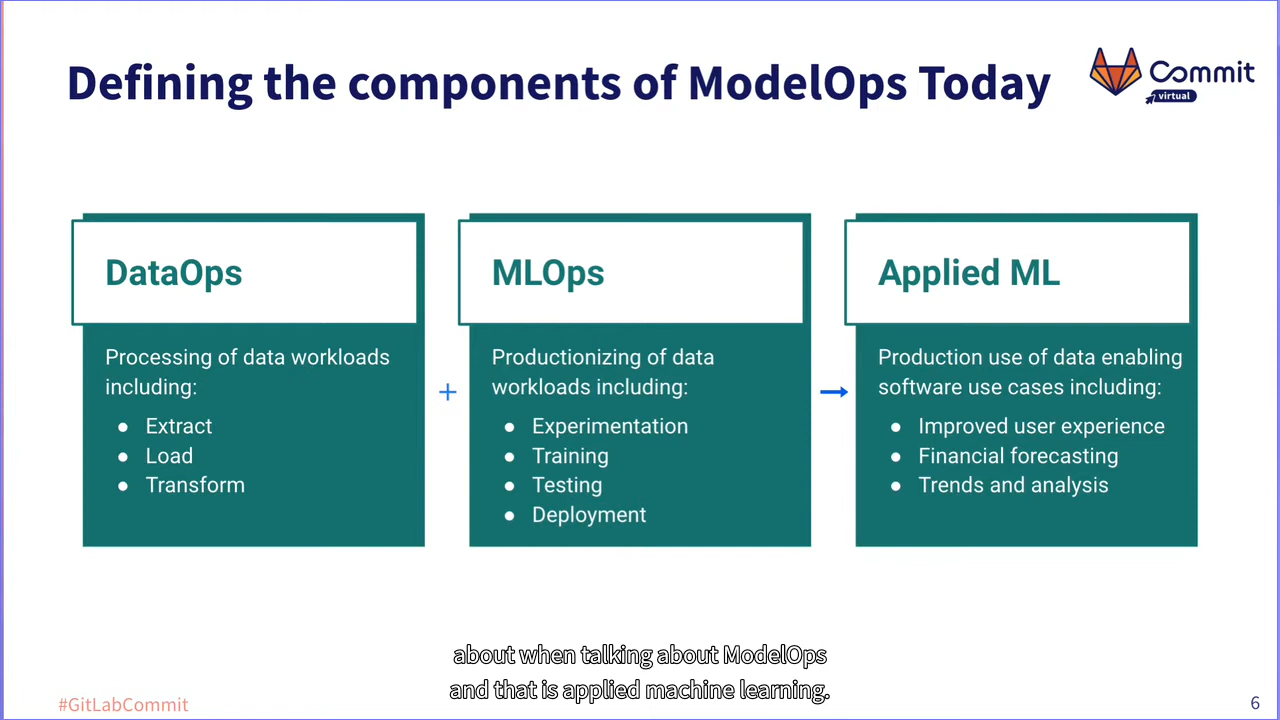 Defining the components of ModelOps Today
Commit
virtual
DataOps
Processing of data workloads
including:
● Extract
● Load
● Transform
+
MLOps
Productionizing of data
workloads including:
● Experimentation
● Training
● Testing
● Deployment
→
Applied ML
Production use of data enabling
software use cases including:
● Improved user experience
● Financial forecasting
● Trends and analysis
about when talking about ModelOps
and that is applied machine learning.
#GitLabCommit
6